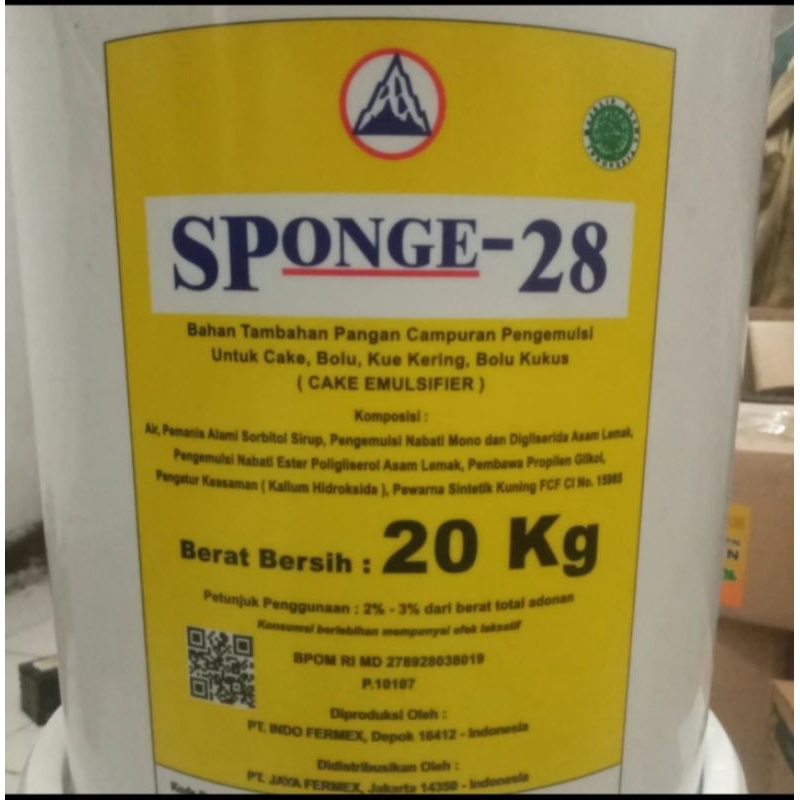 SPONGE-28
Bahan Tambahan Pangan Campuran Pengemulsi
Untuk Cake, Bolu, Kue Kering, Bolu Kukus
( CAKE EMULSIFIER )
Komposisi :
Air, Pemanis Alami Sorbitol Sirup, Pengemulsi Nabati Mono dan Digliserida Asam Lemak,
Pengemulsi Nabati Ester Poligliserol Asam Lemak, Pembawa Propilen Glikol,
Pengatur Keasaman ( Kalium Hidroksida ), Pewarna Sintetik Kuning FCF CI No. 15985
Berat Bersih : 20 Kg
Petunjuk Penggunaan : 2% - 3% dari berat total adonan
Konsumsi berlebihan mempunyai efek laksatif
BPOM RI MD 278928038019
P.10107
Diproduksi Oleh :
PT. INDO FERMEX, Depok 16412 - Indonesia
Didistribusikan Oleh :
PT. JAYA FERMEX, Jakarta 14350 - Indonesia